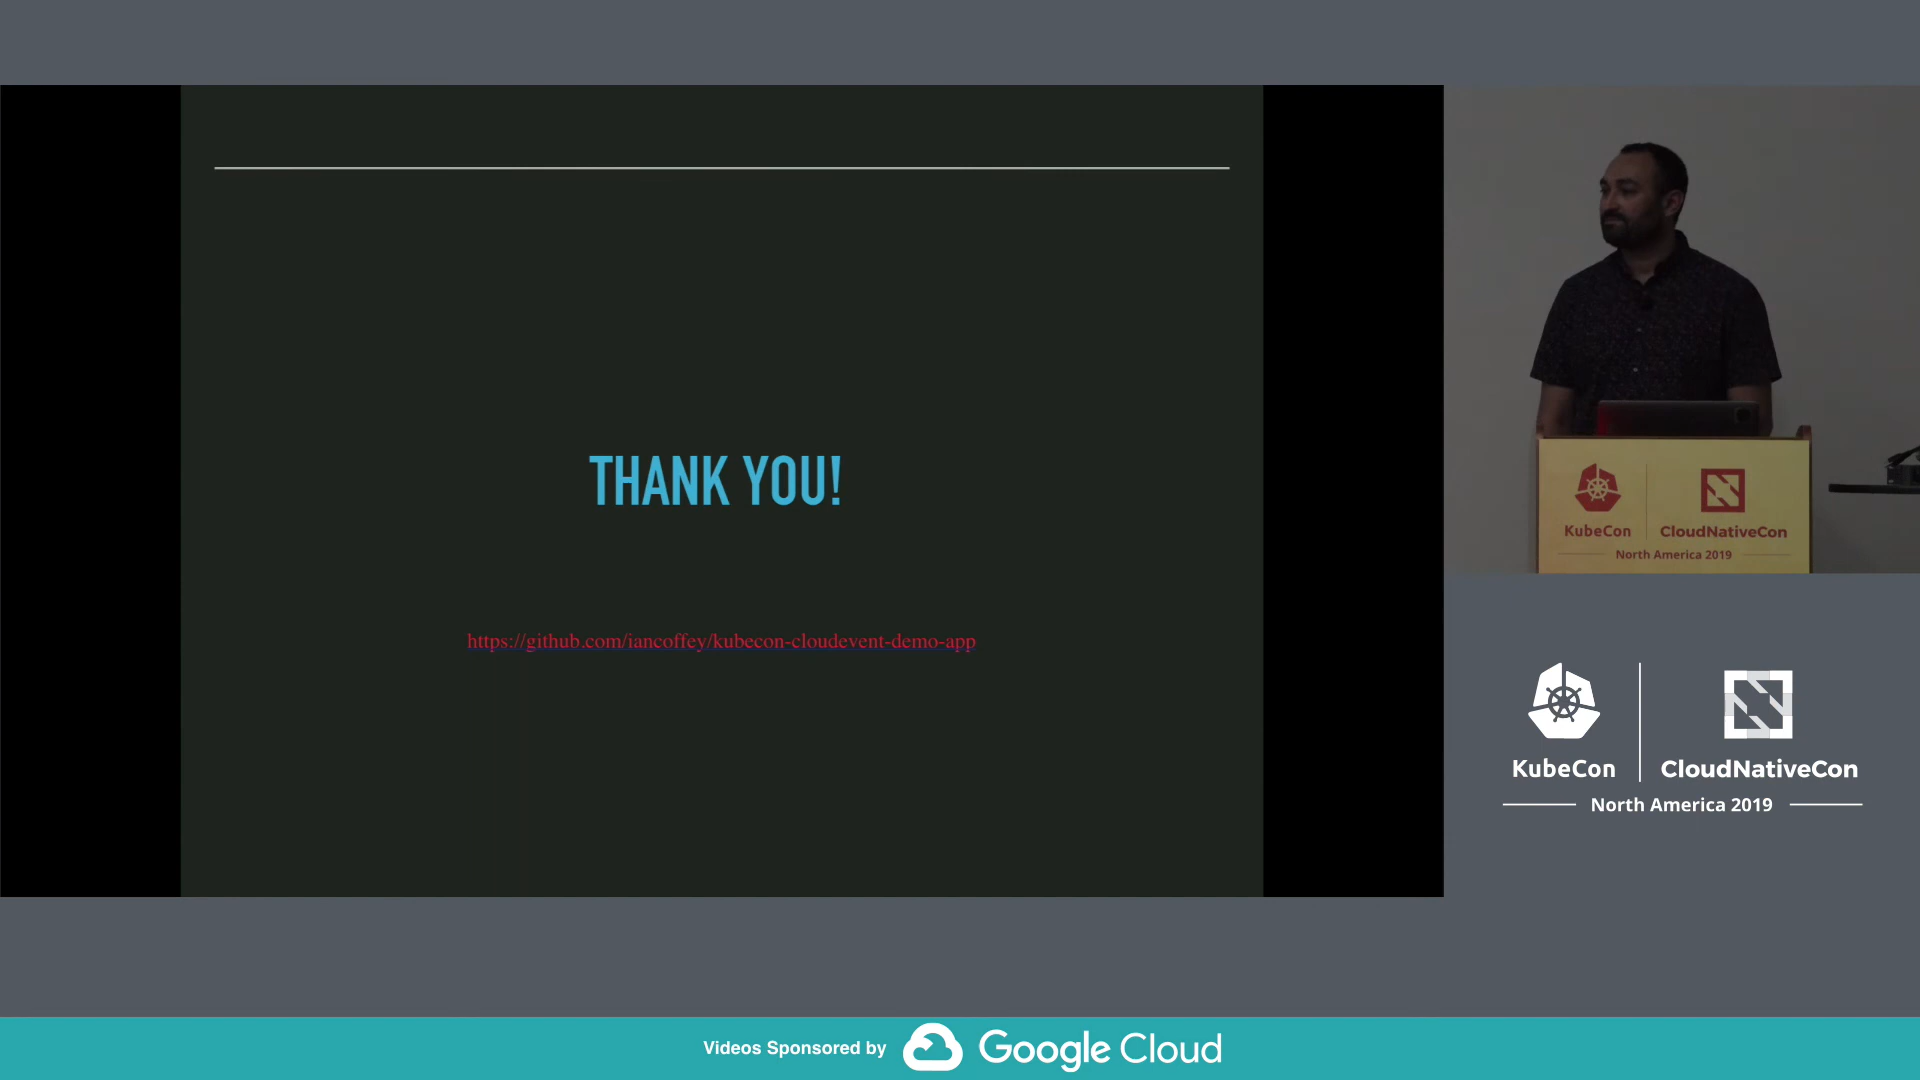 THANK YOU!
https://github.com/iancoffey/kubecon-cloudevent-demo-app
KubeCon
CloudNativeCon
North America 2019
KubeCon
CloudNativeCon
North America 2019
Videos Sponsored by
Google Cloud